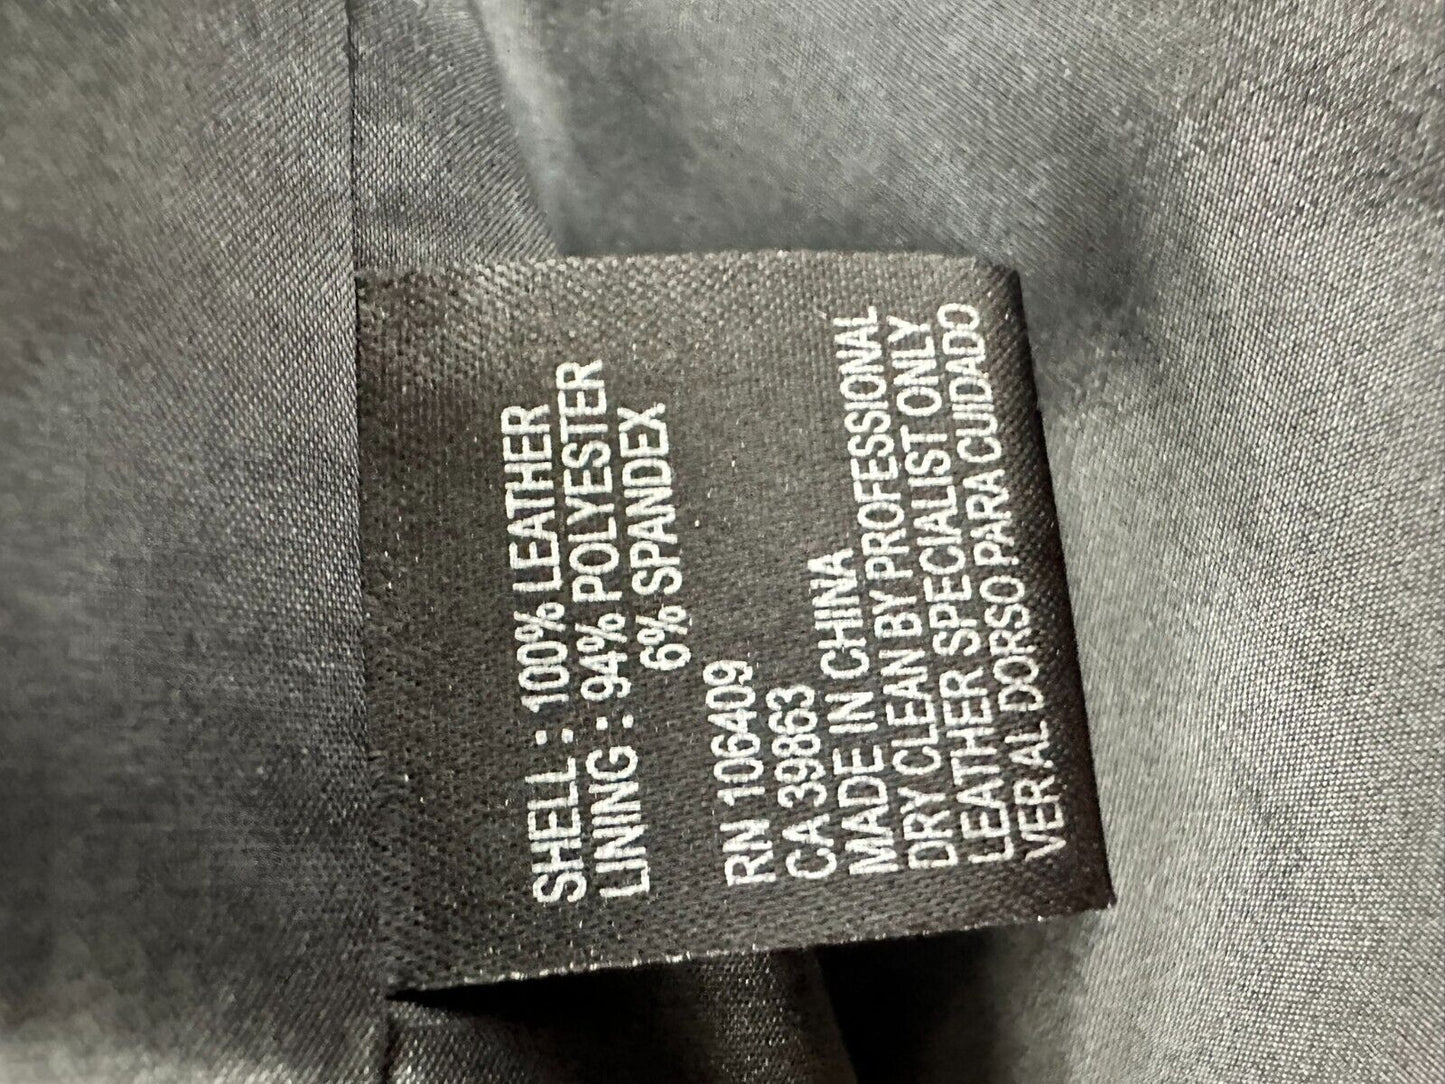 SHELL : 100% LEATHER
LINING : 94% POLYESTER
6% SPANDEX
RN 106409
CA 39863
MADE IN CHINA
DRY CLEAN BY PROFESSIONAL
LEATHER SPECIALIST ONLY
VER AL DORSO PARA CUIDADO